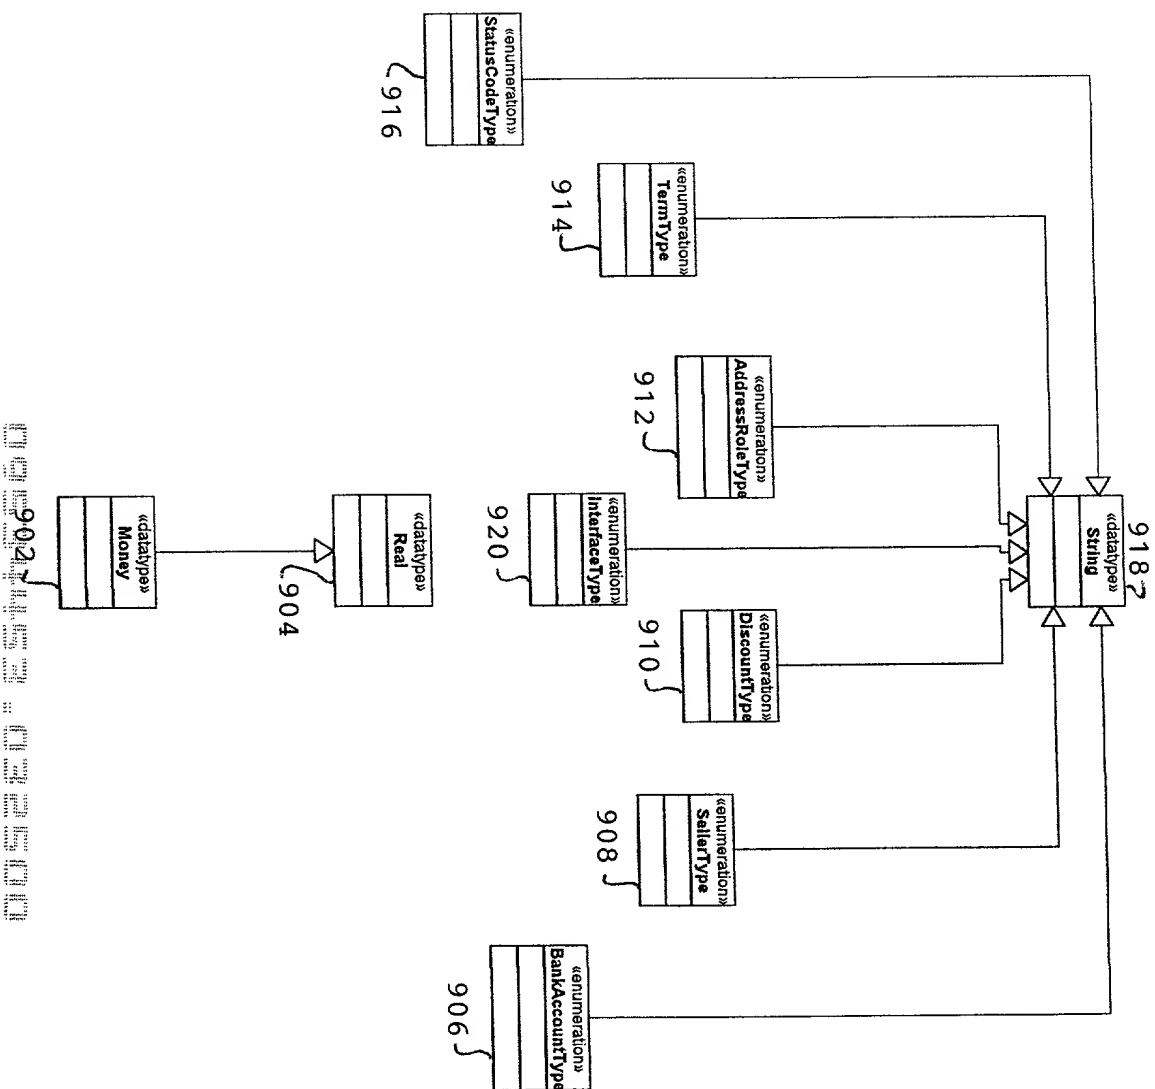 918
«datatype»
String
«enumeration»
StatusCodeType
916
«enumeration»
TermType
914
«enumeration»
AddressRoleType
912
«enumeration»
InterfaceType
920
«enumeration»
DiscountType
910
«enumeration»
SellerType
908
«enumeration»
BankAccountType
906
«datatype»
Real
904
«datatype»
Money
902